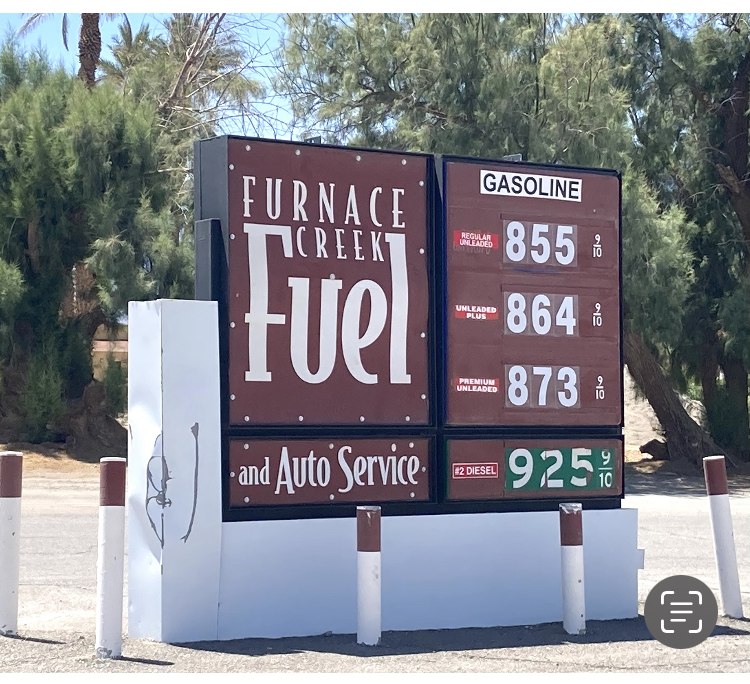 FURNACE
CREEK
Fuel
and Auto Service
GASOLINE
REGULAR
UNLEADED
855 9/10
UNLEADED
PLUS
864 9/10
PREMIUM
UNLEADED
873 9/10
#2 DIESEL
925 9/10